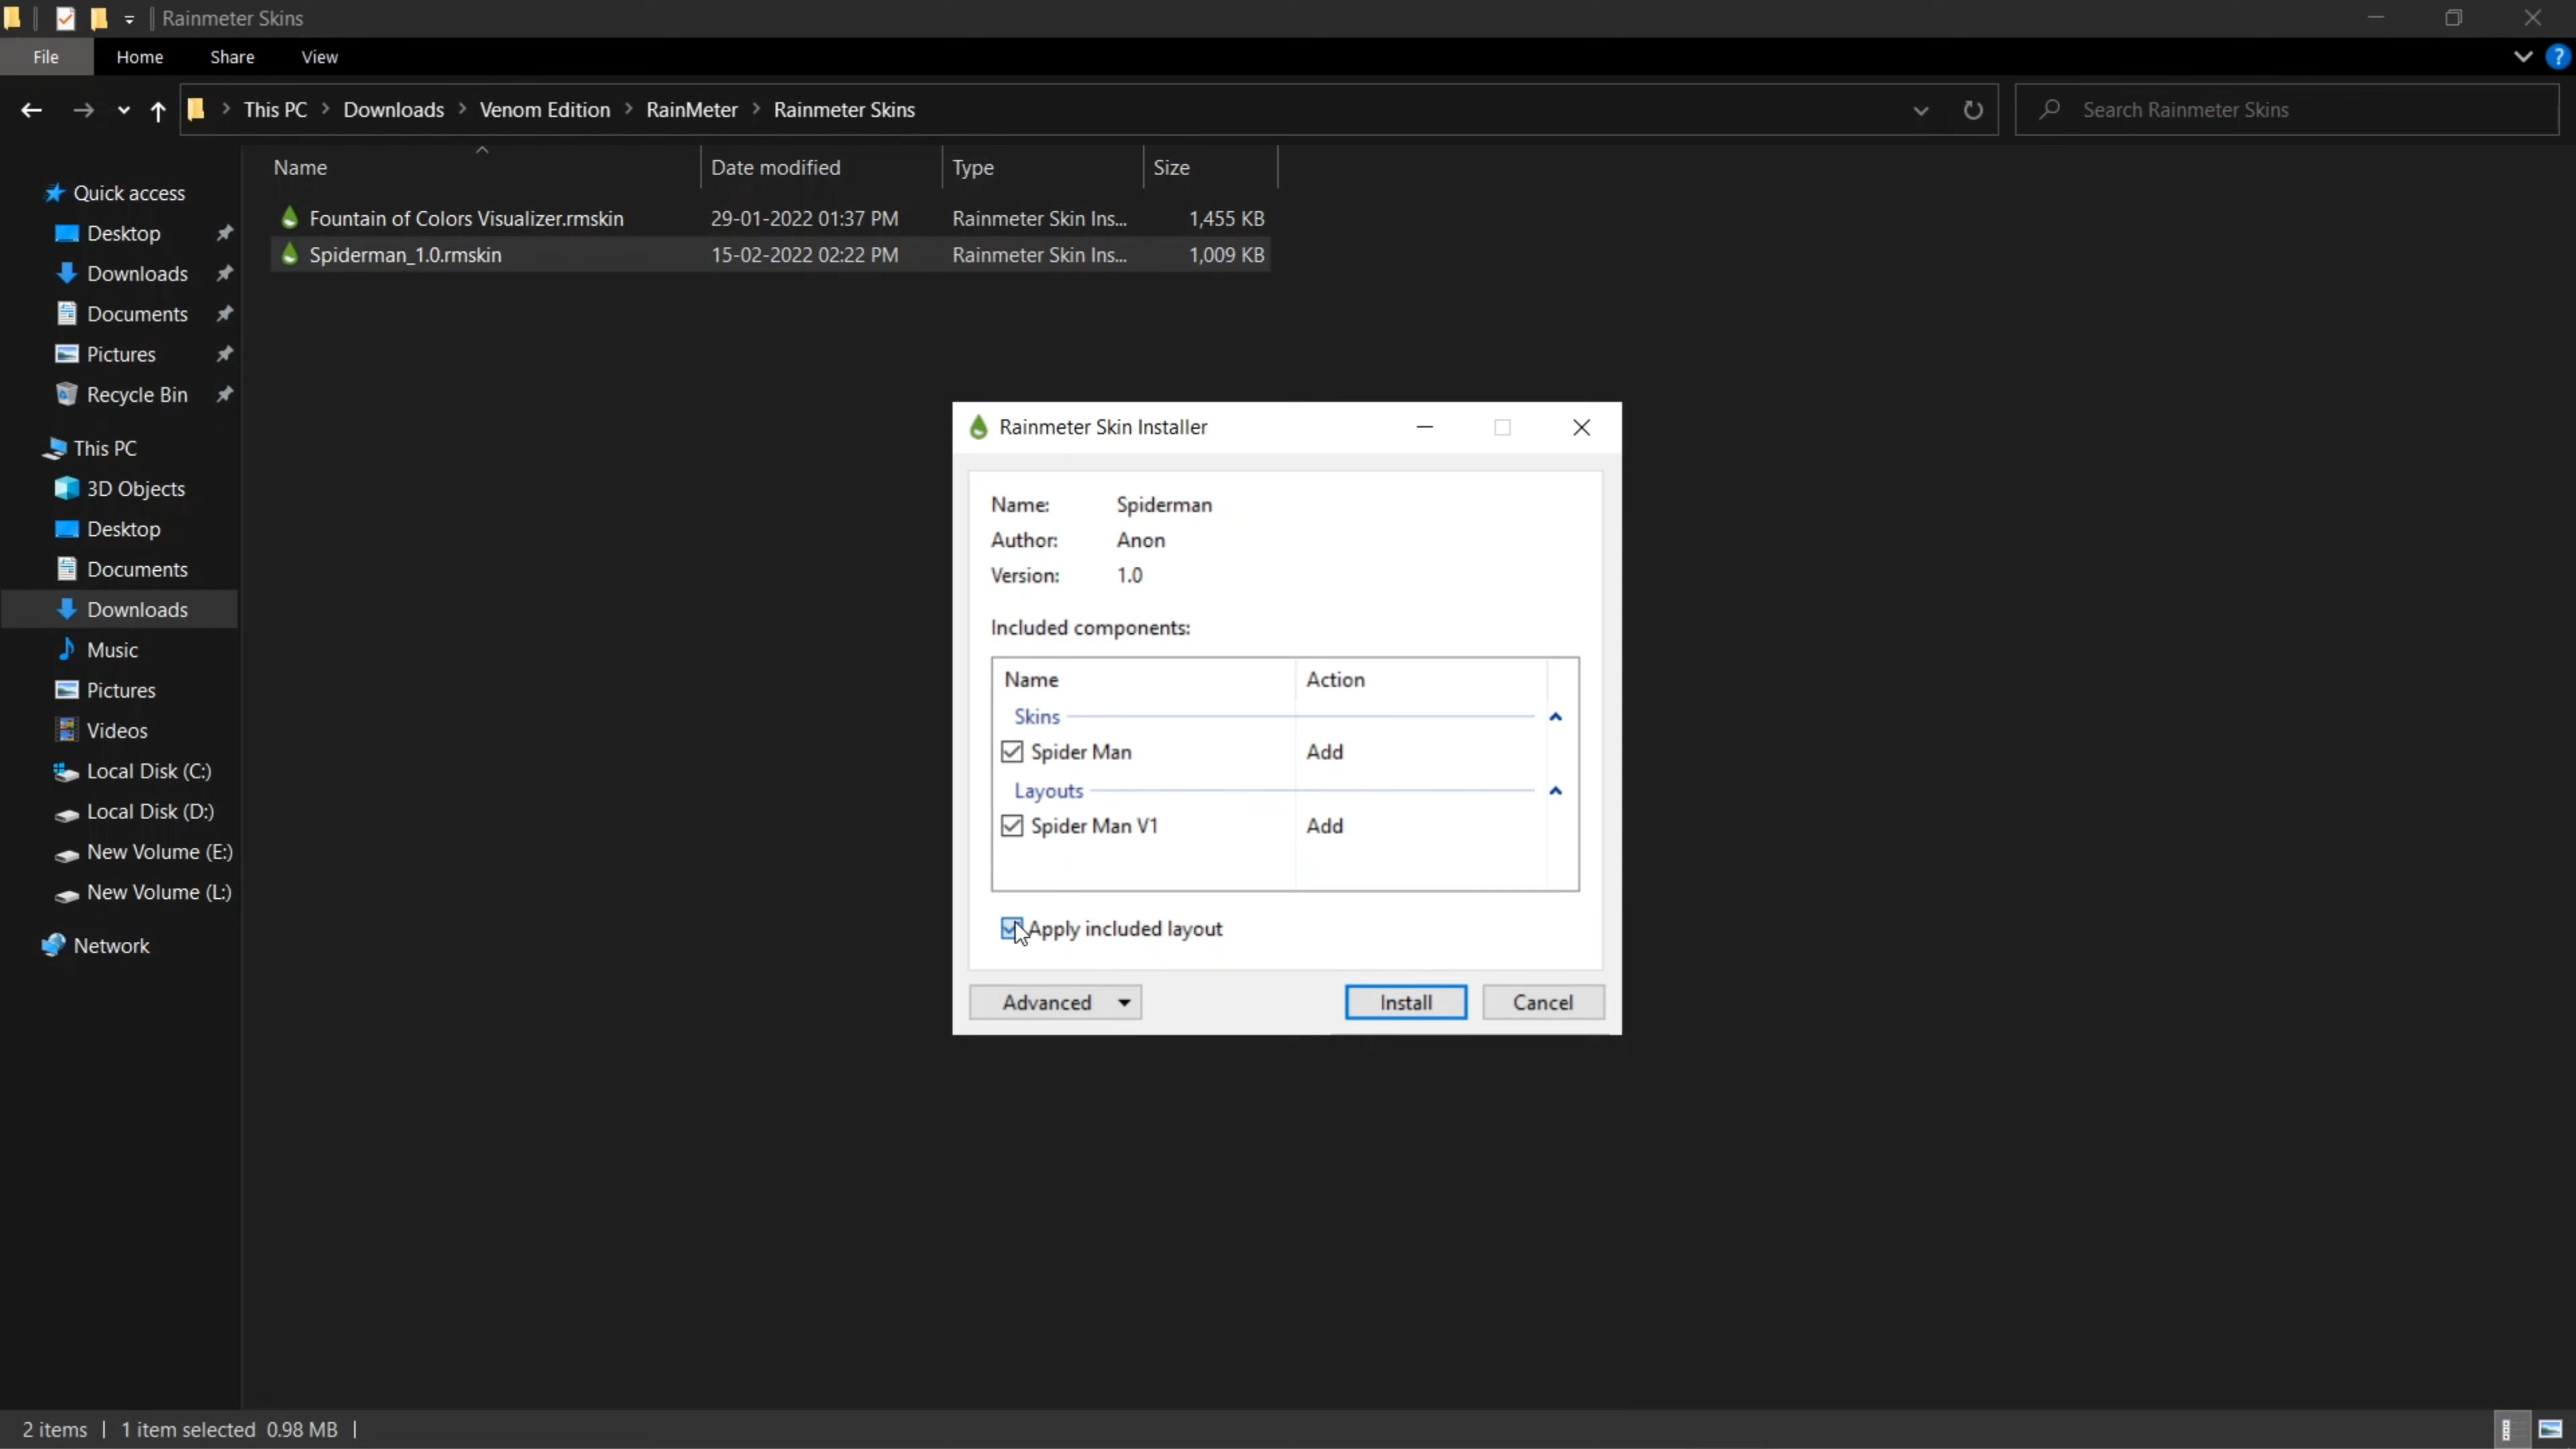 Rainmeter Skins
File Home Share View
This PC Downloads Venom Edition RainMeter Rainmeter Skins
Search Rainmeter Skins
Name Date modified Type Size
Fountain of Colors Visualizer.rmskin 29-01-2022 01:37 PM Rainmeter Skin Ins... 1,455 KB
Spiderman_1.0.rmskin 15-02-2022 02:22 PM Rainmeter Skin Ins... 1,009 KB
Quick access
Desktop
Downloads
Documents
Pictures
Recycle Bin
This PC
3D Objects
Desktop
Documents
Downloads
Music
Pictures
Videos
Local Disk (C:)
Local Disk (D:)
New Volume (E:)
New Volume (L:)
Network
Rainmeter Skin Installer
Name: Spiderman
Author: Anon
Version: 1.0
Included components:
Name Action
Skins
Spider Man Add
Layouts
Spider Man V1 Add
Apply included layout
Advanced Install Cancel
2 items 1 item selected 0.98 MB